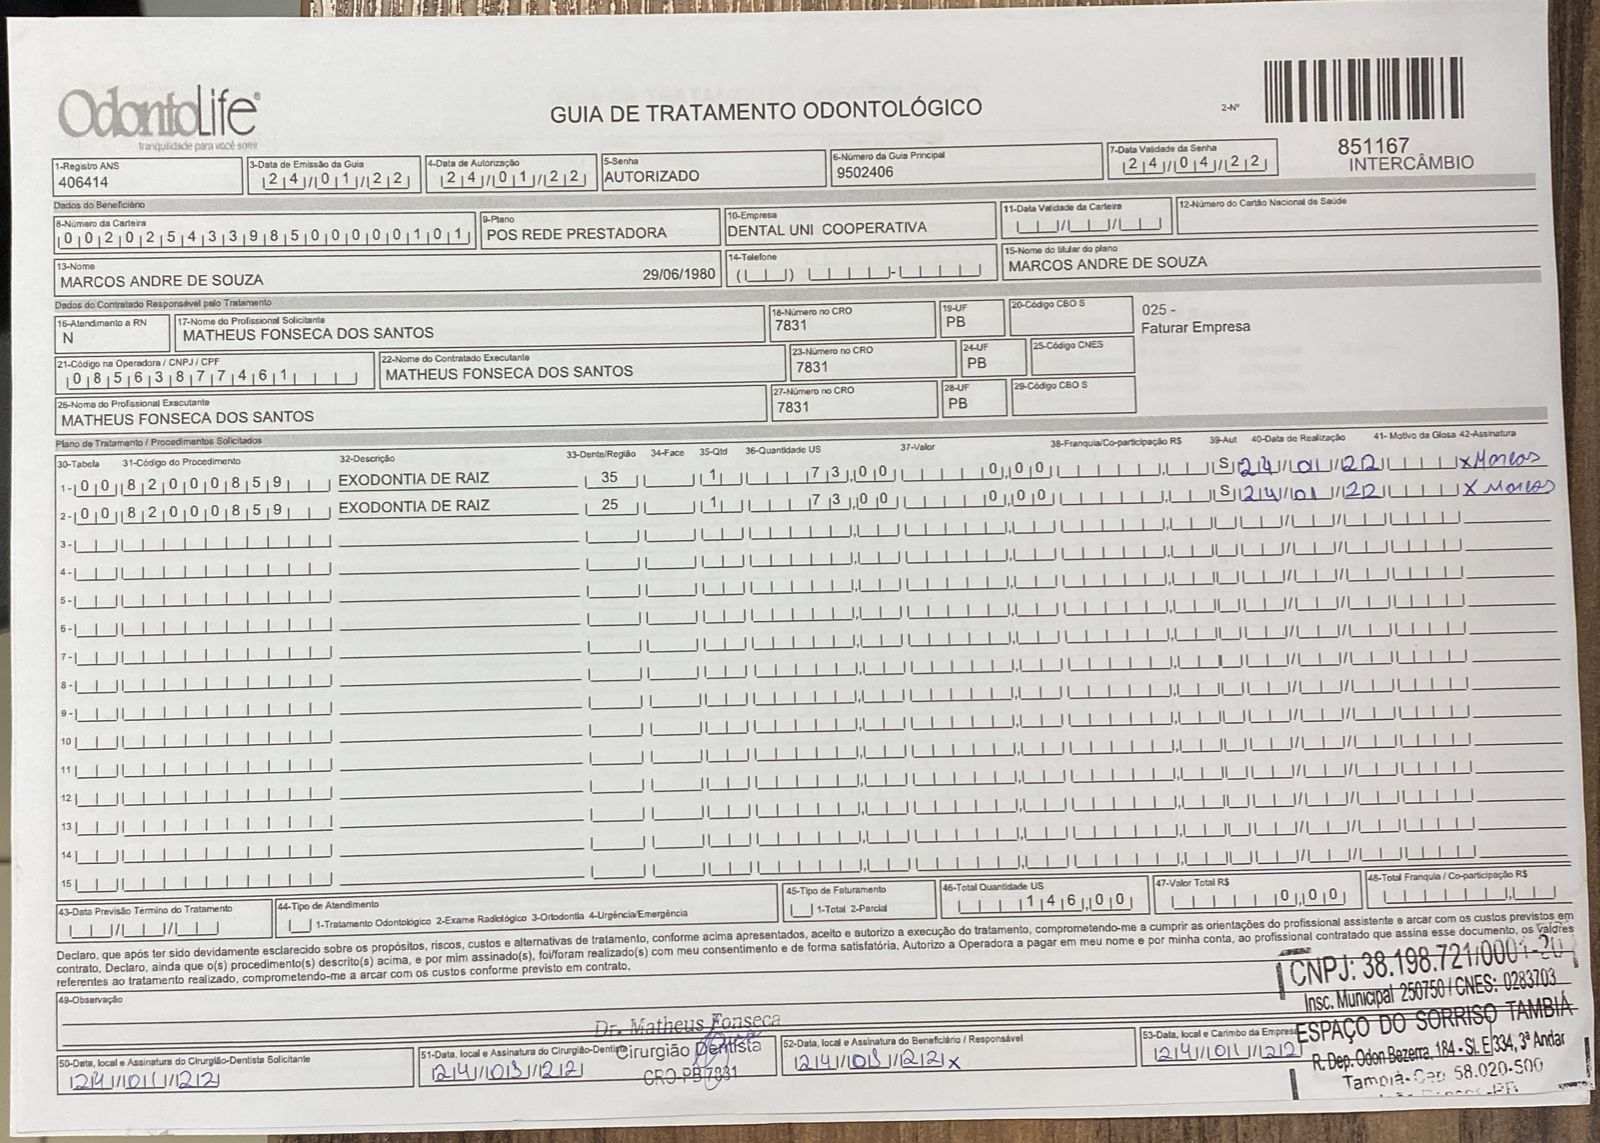 OdontoLife®
tranquilidade para você sorrir
GUIA DE TRATAMENTO ODONTOLÓGICO
2-Nº
851167
INTERCÂMBIO
1-Registro ANS
406414
3-Data de Emissão da Guia
24/01/22
4-Data de Autorização
24/01/22
5-Senha
AUTORIZADO
6-Número da Guia Principal
9502406
7-Data Validade da Senha
24/04/22
Dados do Beneficiário
8-Número da Carteira
00202543398500000101
9-Plano
POS REDE PRESTADORA
10-Empresa
DENTAL UNI COOPERATIVA
11-Data Validade da Carteira
12-Número do Cartão Nacional de Saúde
13-Nome
MARCOS ANDRE DE SOUZA 29/06/1980
14-Telefone
15-Nome do titular do plano
MARCOS ANDRE DE SOUZA
Dados do Contratado Responsável pelo Tratamento
16-Atendimento a RN
N
17-Nome do Profissional Solicitante
MATHEUS FONSECA DOS SANTOS
18-Número no CRO
7831
19-UF
PB
20-Código CBO S
025 -
Faturar Empresa
21-Código na Operadora / CNPJ / CPF
08563877461
22-Nome do Contratado Executante
MATHEUS FONSECA DOS SANTOS
23-Número no CRO
7831
24-UF
PB
25-Código CNES
26-Nome do Profissional Executante
MATHEUS FONSECA DOS SANTOS
27-Número no CRO
7831
28-UF
PB
29-Código CBO S
Plano de Tratamento / Procedimentos Solicitados
30-Tabela 31-Código do Procedimento 32-Descrição 33-Dente/Região 34-Face 35-Qtd 36-Quantidade US 37-Valor 38-Franquia/Co-participação R$ 39-Aut 40-Data de Realização 41- Motivo da Glosa 42-Assinatura
1- 00 82000859 EXODONTIA DE RAIZ 35 1 73,00 0,00 S 24/01/22 x Marcos
2- 00 82000859 EXODONTIA DE RAIZ 25 1 73,00 0,00 S 24/01/22 x Marcos
3-
4-
5-
6-
7-
8-
9-
10
11
12
13
14
15
43-Data Previsão Término do Tratamento
44-Tipo de Atendimento
1-Tratamento Odontológico 2-Exame Radiológico 3-Ortodontia 4-Urgência/Emergência
45-Tipo de Faturamento
1-Total 2-Parcial
46-Total Quantidade US
146,00
47-Valor Total R$
0,00
48-Total Franquia / Co-participação R$
Declaro, que após ter sido devidamente esclarecido sobre os propósitos, riscos, custos e alternativas de tratamento, conforme acima apresentados, aceito e autorizo a execução do tratamento, comprometendo-me a cumprir as orientações do profissional assistente e arcar com os custos previstos em
contrato. Declaro, ainda que o(s) procedimento(s) descrito(s) acima, e por mim assinado(s), foi/foram realizado(s) com meu consentimento e de forma satisfatória. Autorizo a Operadora a pagar em meu nome e por minha conta, ao profissional contratado que assina esse documento, os valores
referentes ao tratamento realizado, comprometendo-me a arcar com os custos conforme previsto em contrato.
49-Observação
50-Data, local e Assinatura do Cirurgião-Dentista Solicitante
24/01/22
51-Data, local e Assinatura do Cirurgião-Dentista
24/01/22
Dr. Matheus Fonseca
Cirurgião Dentista
CRO-PB 7831
52-Data, local e Assinatura do Beneficiário / Responsável
24/01/22 x
53-Data, local e Carimbo da Empresa
24/01/22
CNPJ: 38.198.721/0001-20
Insc. Municipal 250750 / CNES: 0283703
ESPAÇO DO SORRISO TAMBIÁ
R. Dep. Odon Bezerra, 184 - Sl. E 334, 3º Andar
Tambiá - Cep 58.020-500